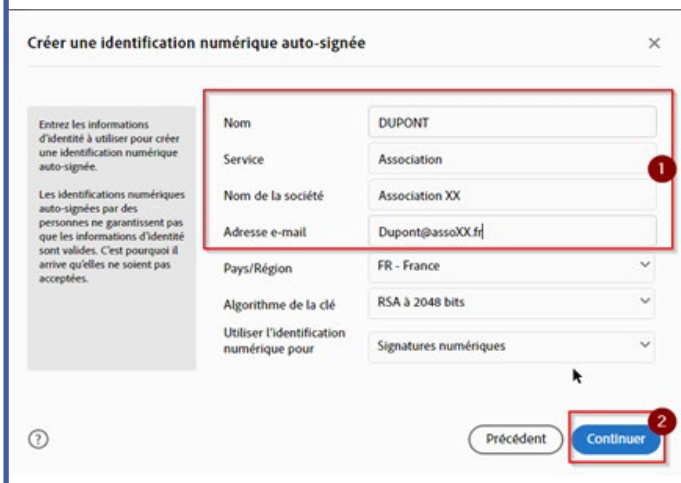 Créer une identification numérique auto-signée
Entrez les informations
d'identité à utiliser pour créer
une identification numérique
auto-signée.
Les identifications numériques
auto-signées par des
personnes ne garantissent pas
que les informations d'identité
sont valides. C'est pourquoi il
arrive qu'elles ne soient pas
acceptées.
Nom DUPONT
Service Association
1
Nom de la société Association XX
Adresse e-mail Dupont@assoXX.fr
Pays/Région FR - France
Algorithme de la clé RSA à 2048 bits
Utiliser l'identification
numérique pour Signatures numériques
2
? Précédent Continuer